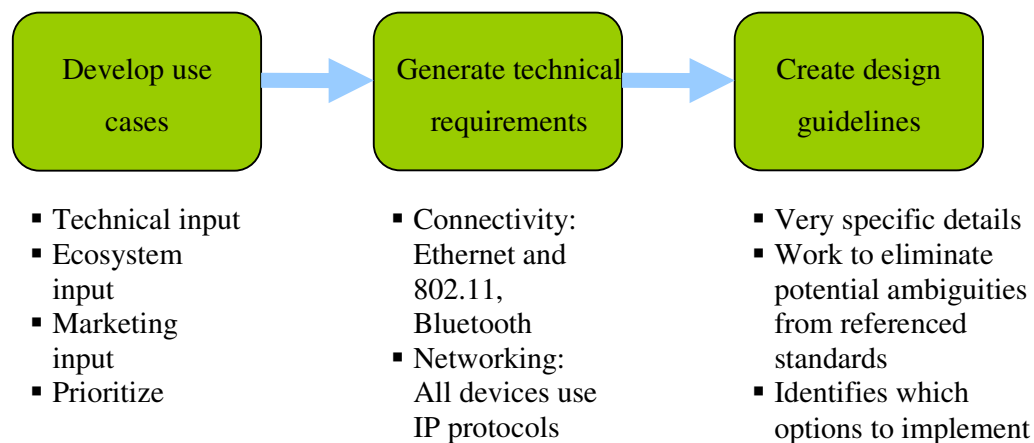 Develop use
cases
Generate technical
requirements
Create design
guidelines
▪ Technical input
▪ Ecosystem
input
▪ Marketing
input
▪ Prioritize
▪ Connectivity:
Ethernet and
802.11,
Bluetooth
▪ Networking:
All devices use
IP protocols
▪ Very specific details
▪ Work to eliminate
potential ambiguities
from referenced
standards
▪ Identifies which
options to implement